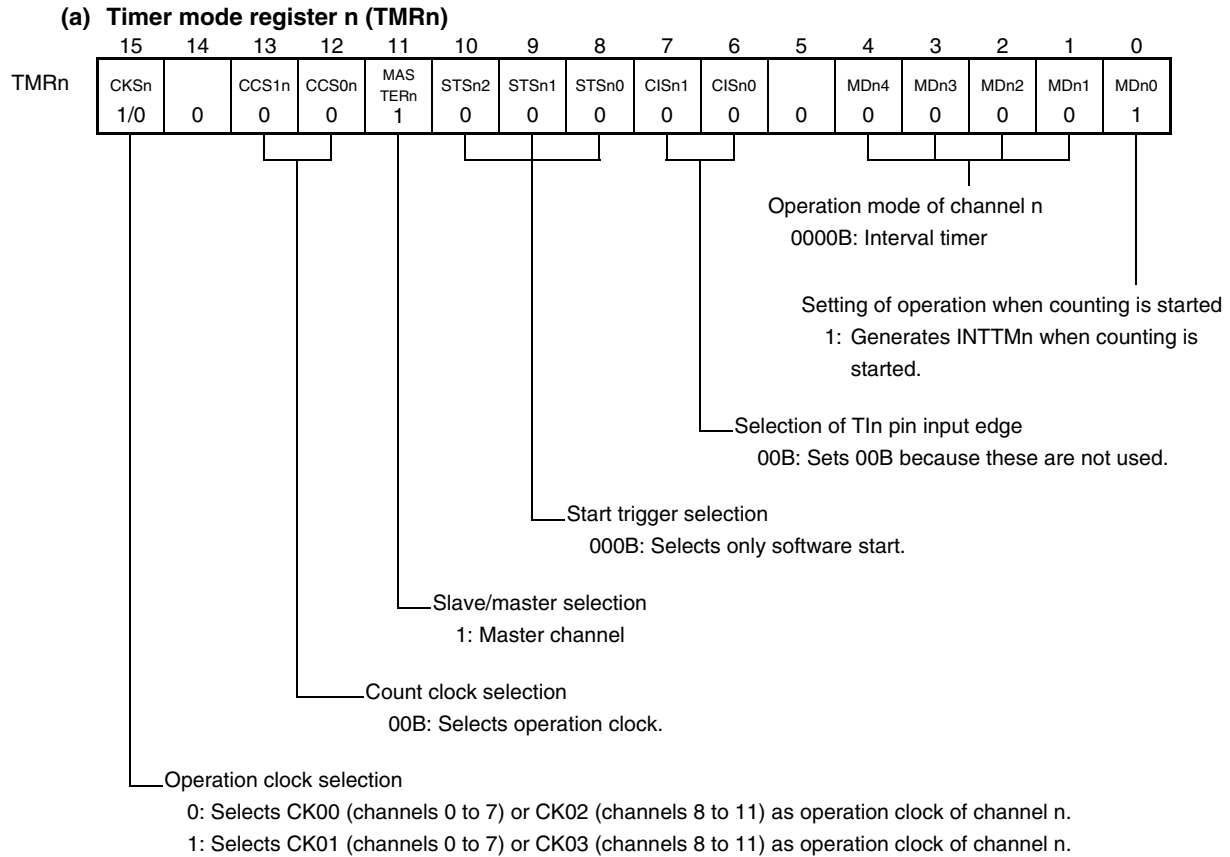 (a) Timer mode register n (TMRn)
15 14 13 12 11 10 9 8 7 6 5 4 3 2 1 0
TMRn CKSn CCS1n CCS0n MAS TERn STSn2 STSn1 STSn0 CISn1 CISn0 MDn4 MDn3 MDn2 MDn1 MDn0
1/0 0 0 0 1 0 0 0 0 0 0 0 0 0 0 1
Operation mode of channel n
0000B: Interval timer
Setting of operation when counting is started
1: Generates INTTMn when counting is
started.
Selection of TIn pin input edge
00B: Sets 00B because these are not used.
Start trigger selection
000B: Selects only software start.
Slave/master selection
1: Master channel
Count clock selection
00B: Selects operation clock.
Operation clock selection
0: Selects CK00 (channels 0 to 7) or CK02 (channels 8 to 11) as operation clock of channel n.
1: Selects CK01 (channels 0 to 7) or CK03 (channels 8 to 11) as operation clock of channel n.